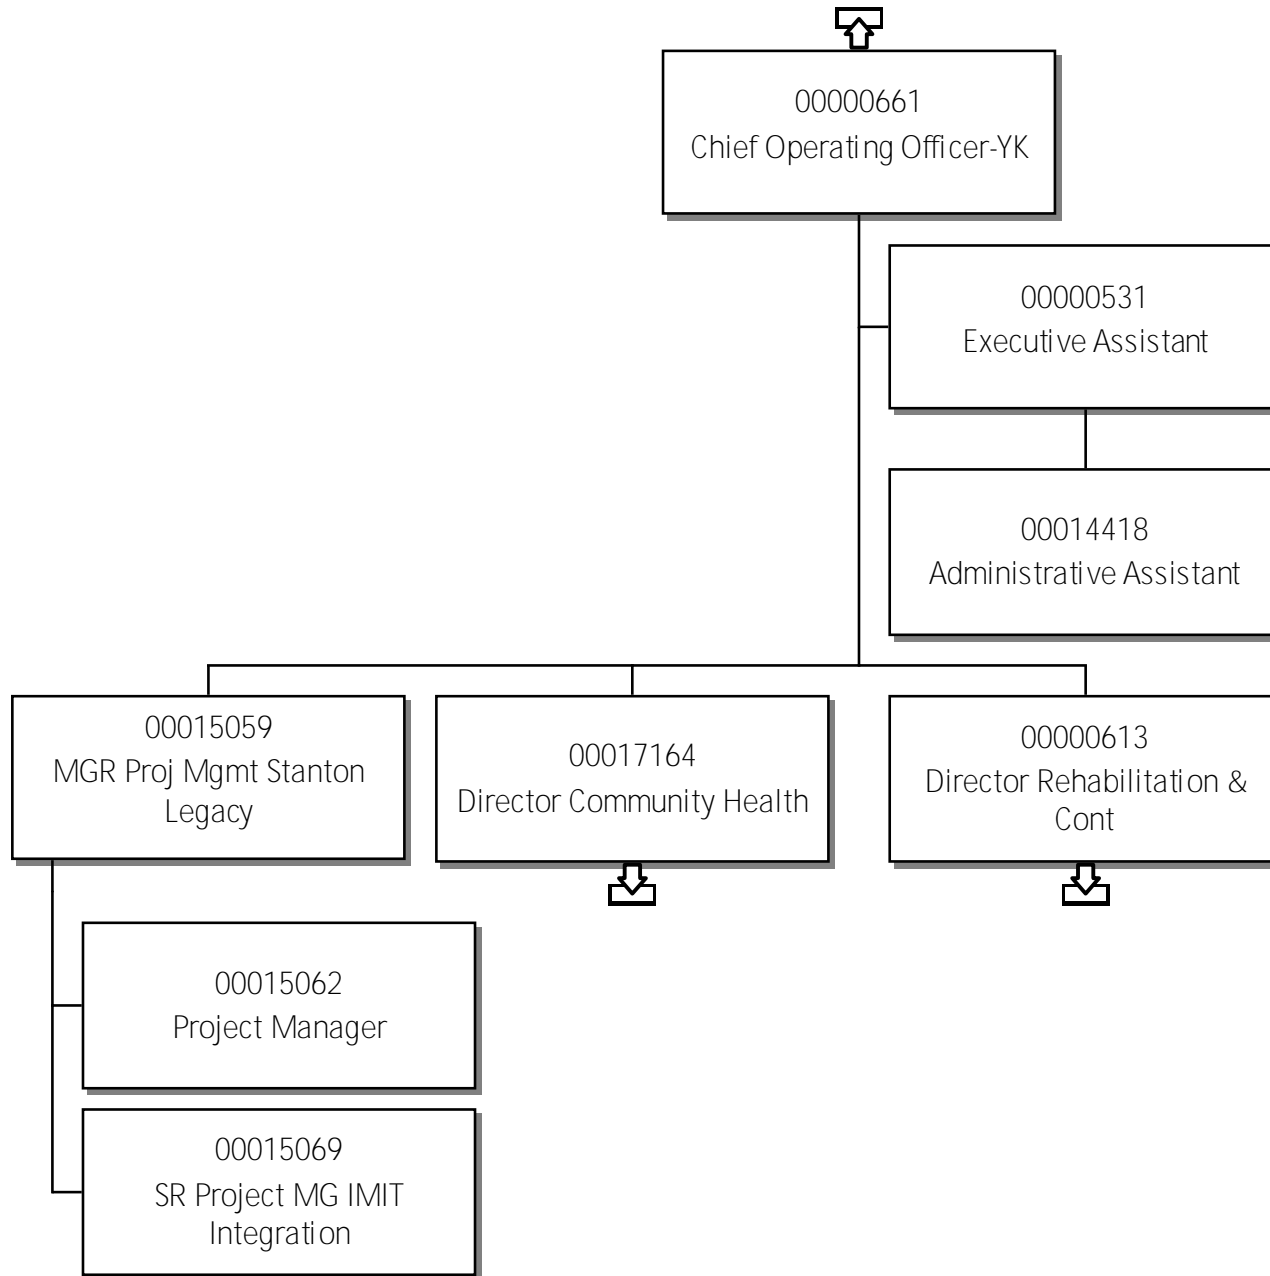 00000661
Chief Operating Officer-YK
00000531
Executive Assistant
00014418
Administrative Assistant
00015059
MGR Proj Mgmt Stanton
Legacy
00017164
Director Community Health
00000613
Director Rehabilitation &
Cont
00015062
Project Manager
00015069
SR Project MG IMIT
Integration